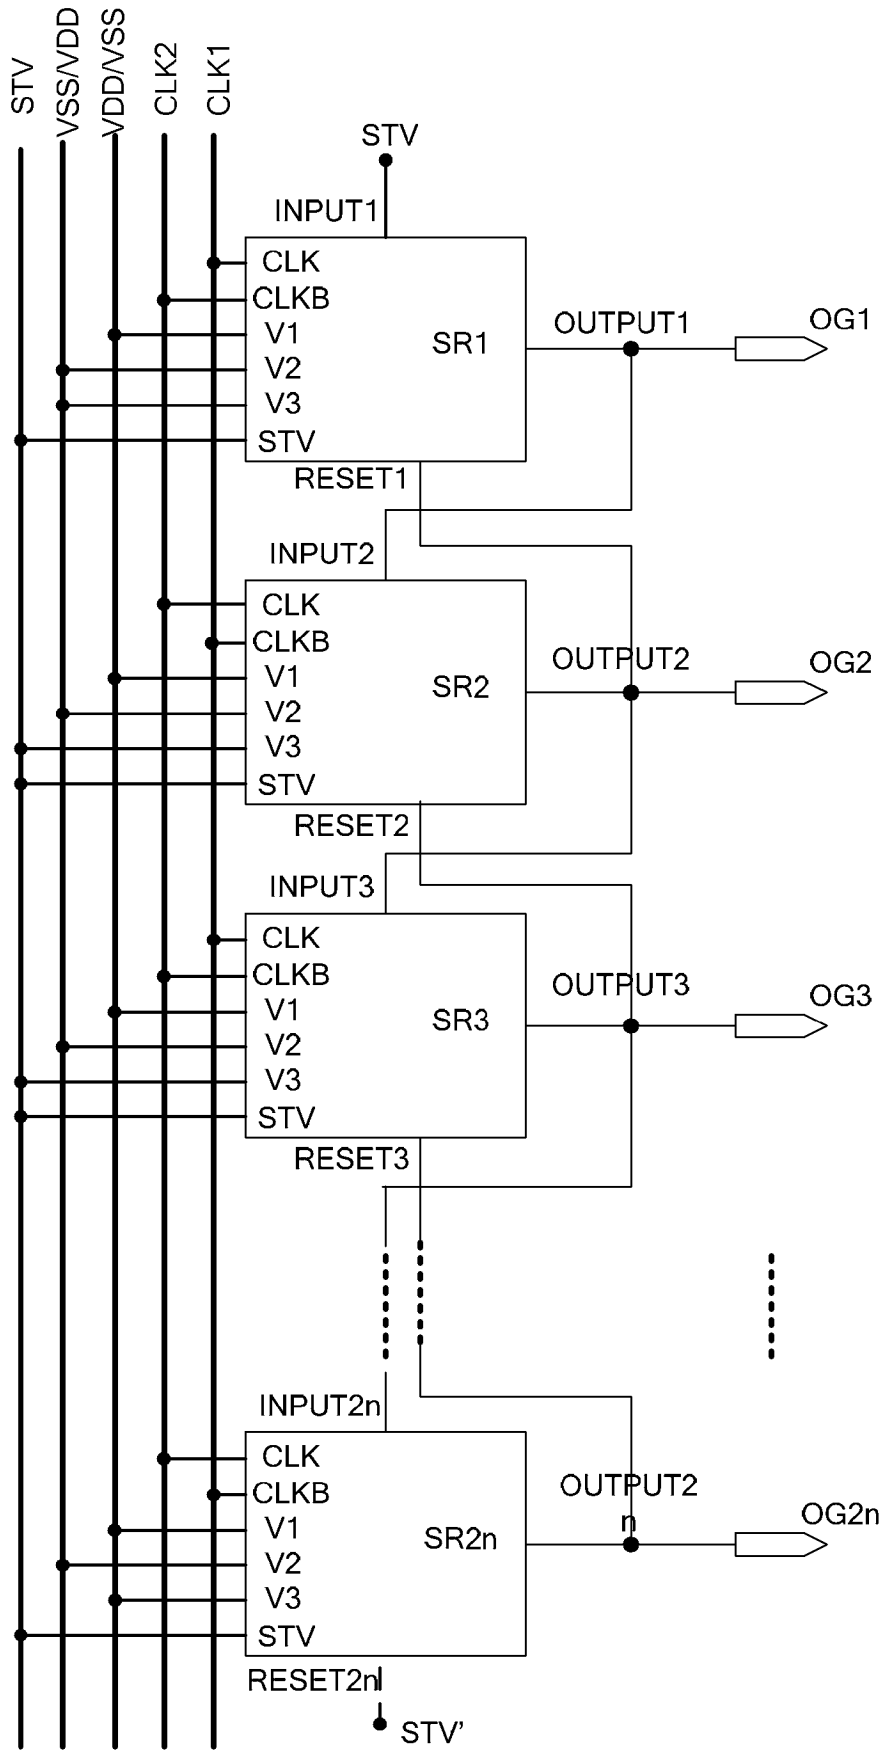 STV
VSS/VDD
VDD/VSS
CLK2
CLK1
STV
INPUT1
CLK
CLKB
V1
V2
V3
STV
SR1
OUTPUT1
OG1
RESET1
INPUT2
CLK
CLKB
V1
V2
V3
STV
SR2
OUTPUT2
OG2
RESET2
INPUT3
CLK
CLKB
V1
V2
V3
STV
SR3
OUTPUT3
OG3
RESET3
INPUT2n
CLK
CLKB
V1
V2
V3
STV
SR2n
OUTPUT2
n
OG2n
RESET2n
STV'